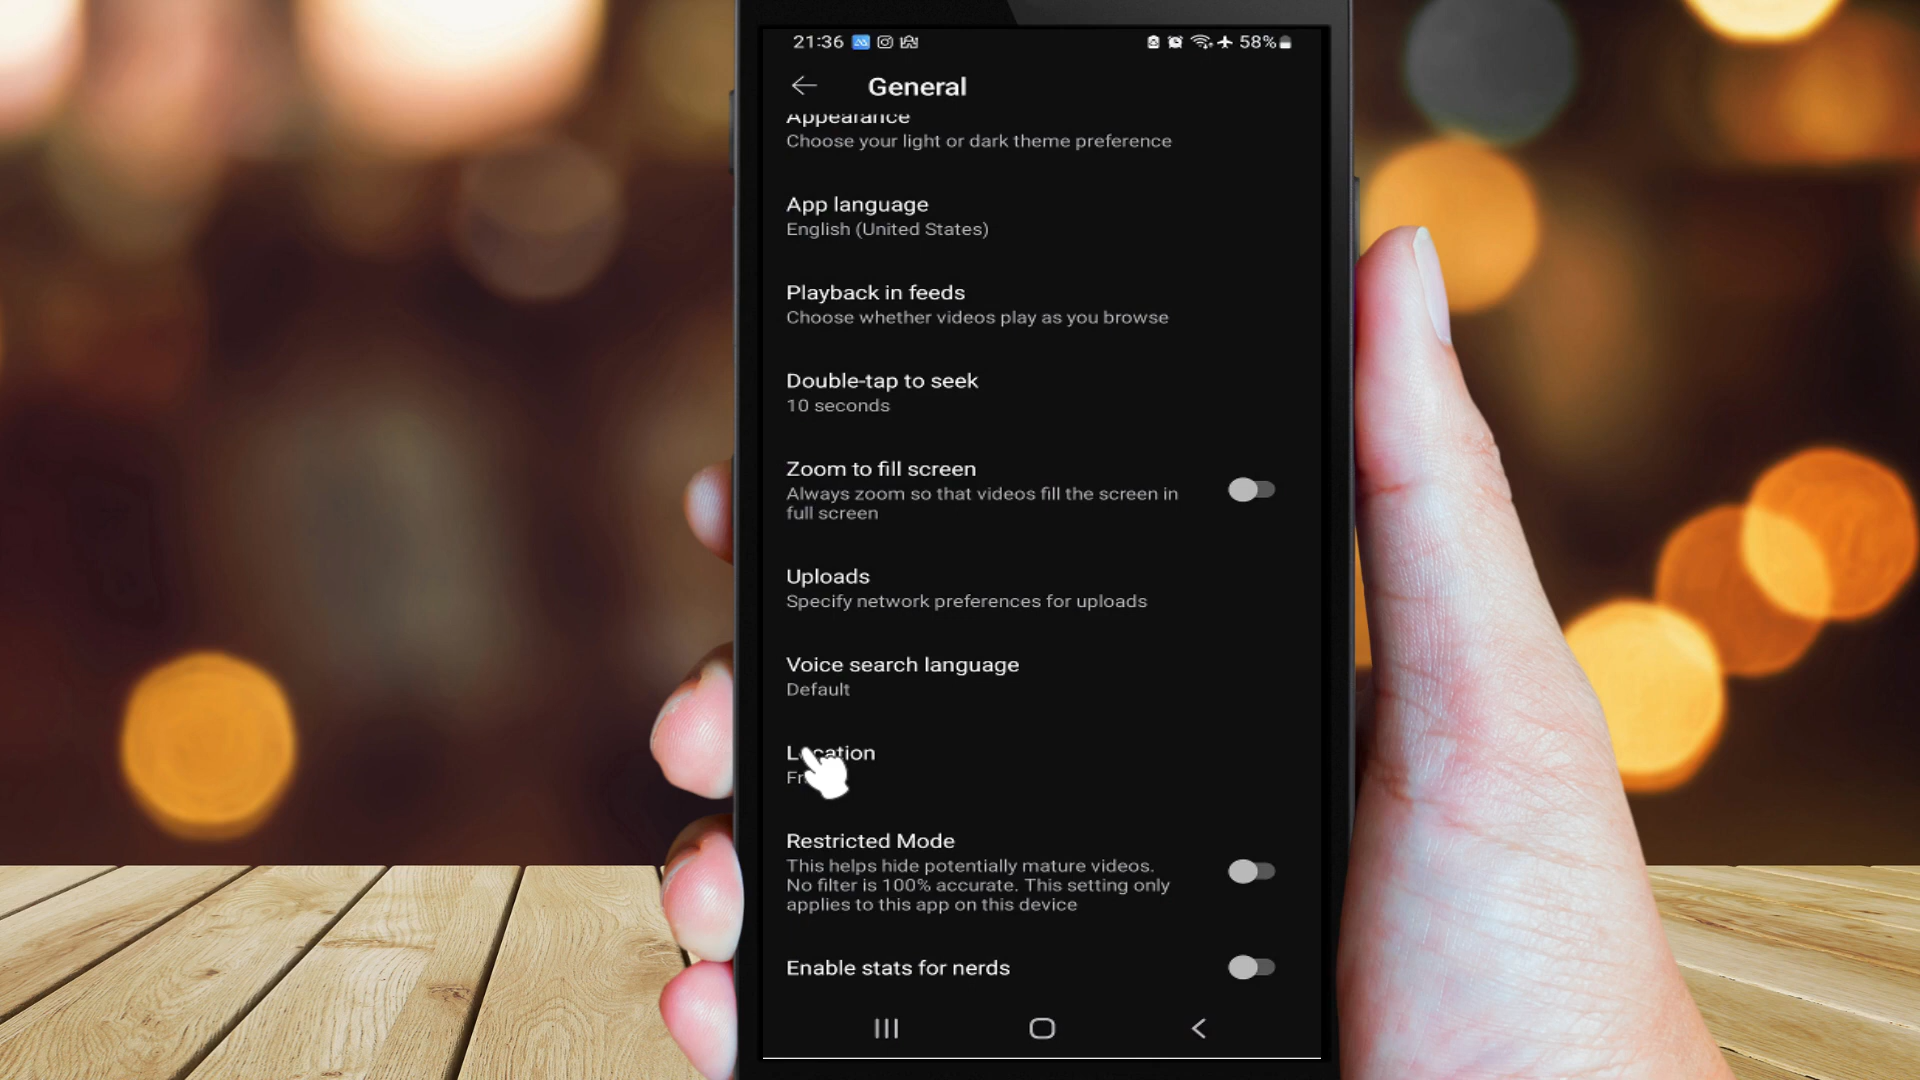 21:36 58%
General
Appearance
Choose your light or dark theme preference
App language
English (United States)
Playback in feeds
Choose whether videos play as you browse
Double-tap to seek
10 seconds
Zoom to fill screen
Always zoom so that videos fill the screen in
full screen
Uploads
Specify network preferences for uploads
Voice search language
Default
Location
Restricted Mode
This helps hide potentially mature videos.
No filter is 100% accurate. This setting only
applies to this app on this device
Enable stats for nerds